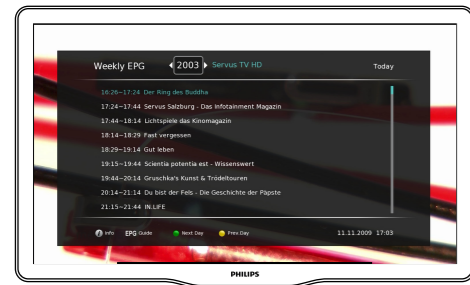 Weekly EPG 2003 Servus TV HD Today
16:26~17:24 Der Ring des Buddha
17:24~17:44 Servus Salzburg - Das Infotainment Magazin
17:44~18:14 Lichtspiele das Kinomagazin
18:14~18:29 Fast vergessen
18:29~19:14 Gut leben
19:15~19:44 Scientia potentia est - Wissenswert
19:44~20:14 Gruschka's Kunst & Trödeltouren
20:14~21:14 Du bist der Fels - Die Geschichte der Päpste
21:15~21:44 IN.LIFE
i Info EPG Guide Next Day Prev.Day 11.11.2009 17:03
PHILIPS